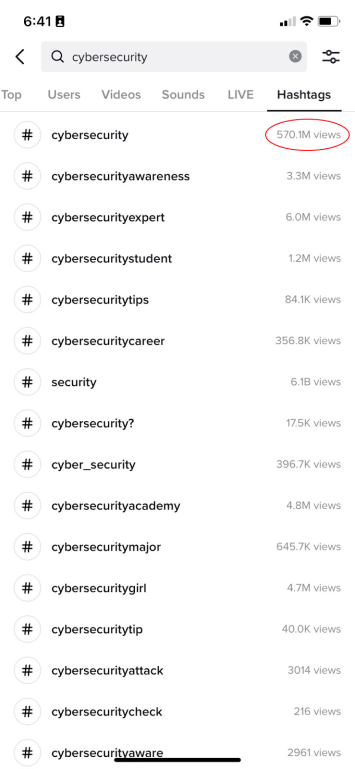 6:41
cybersecurity
Top Users Videos Sounds LIVE Hashtags
# cybersecurity 570.1M views
# cybersecurityawareness 3.3M views
# cybersecurityexpert 6.0M views
# cybersecuritystudent 1.2M views
# cybersecuritytips 84.1K views
# cybersecuritycareer 356.8K views
# security 6.1B views
# cybersecurity? 17.5K views
# cyber_security 396.7K views
# cybersecurityacademy 4.8M views
# cybersecuritymajor 645.7K views
# cybersecuritygirl 4.7M views
# cybersecuritytip 40.0K views
# cybersecurityattack 3014 views
# cybersecuritycheck 216 views
# cybersecurityaware 2961 views